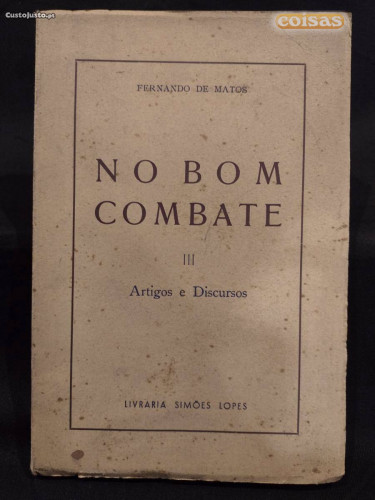 CustoJusto.pt
coisas
FERNANDO DE MATOS
NO BOM
COMBATE
III
Artigos e Discursos
LIVRARIA SIMÕES LOPES